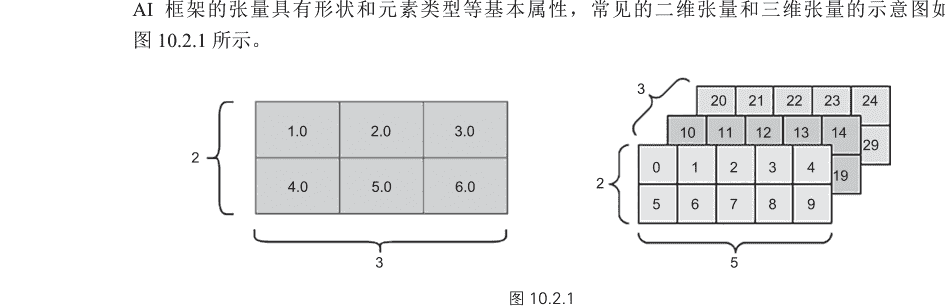 AI 框架的张量具有形状和元素类型等基本属性，常见的二维张量和三维张量的示意图如
图 10.2.1 所示。
2
1.0 2.0 3.0
4.0 5.0 6.0
3
3
20 21 22 23 24
10 11 12 13 14
29
2
0 1 2 3 4
19
5 6 7 8 9
5
图 10.2.1